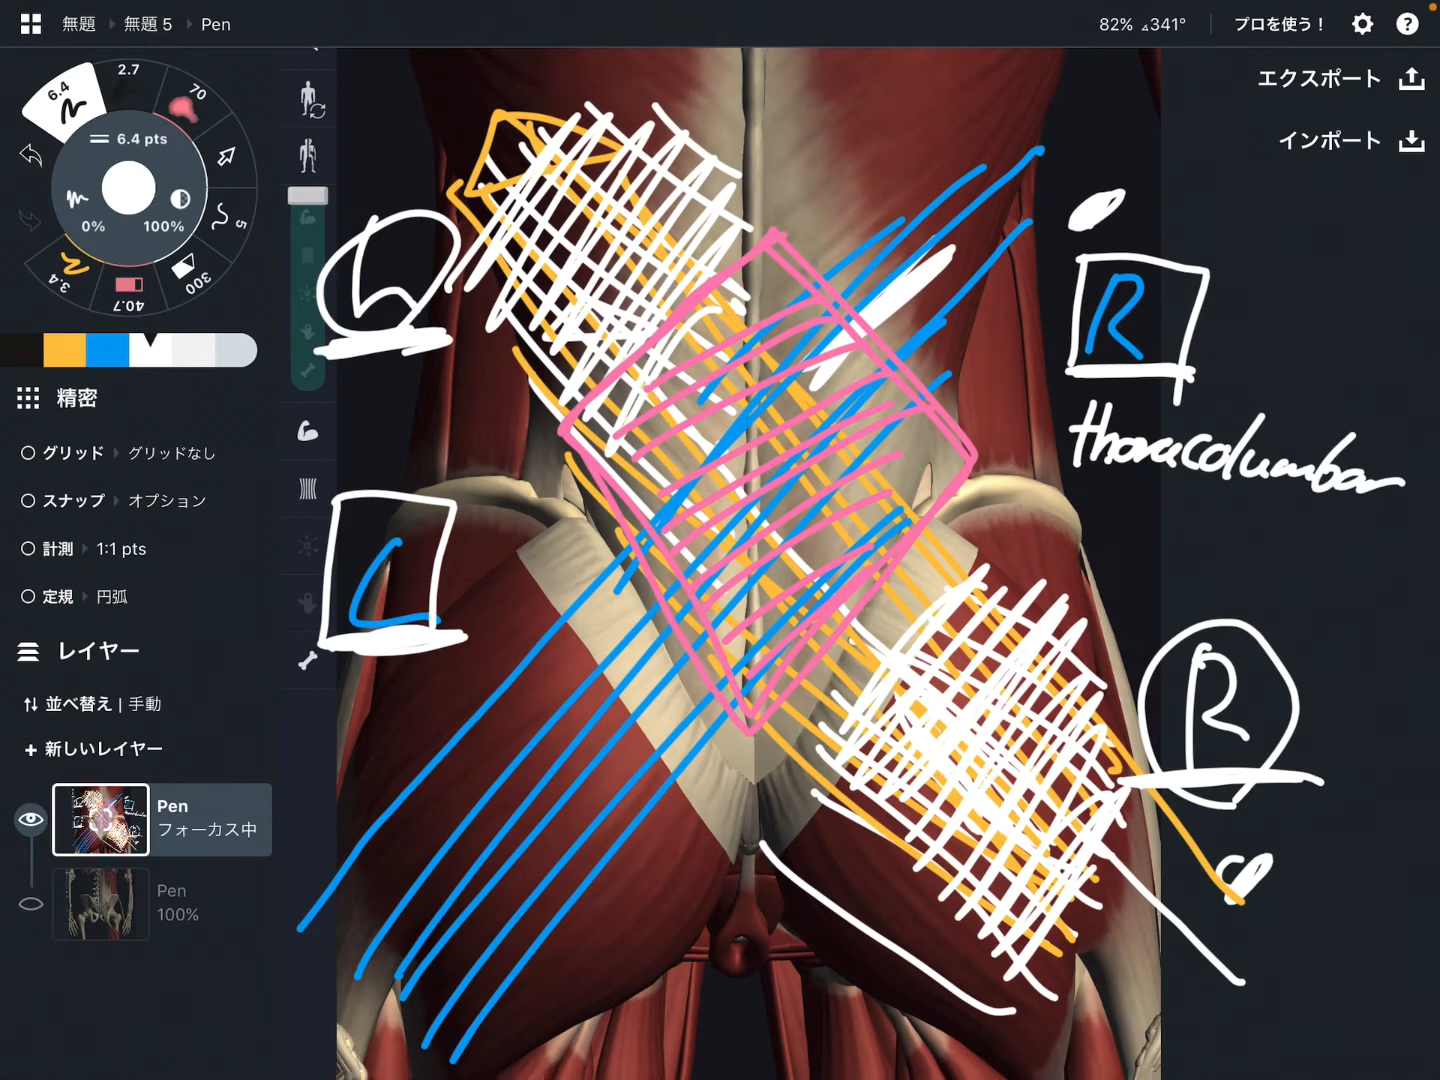 無題 無題 5 Pen
82% 341° プロを使う！
エクスポート
インポート
6.4 2.7 70
6.4 pts
0% 100%
5
3.4 40.7 300
精密
グリッド グリッドなし
スナップ オプション
計測 1:1 pts
定規 円弧
レイヤー
並べ替え | 手動
+ 新しいレイヤー
Pen
フォーカス中
Pen
100%
L
R
thoracolumbar
L
R